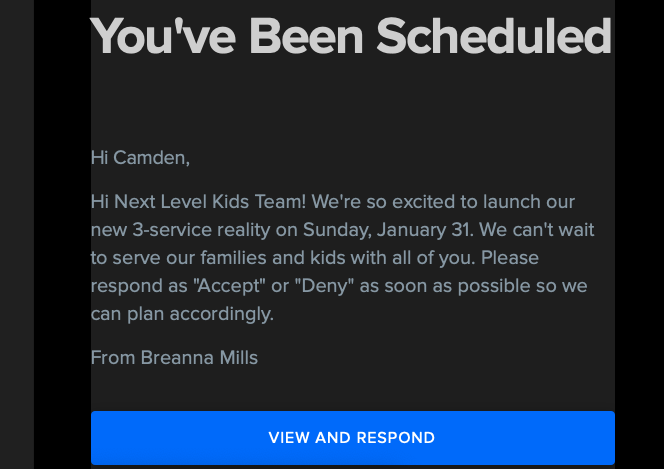 You've Been Scheduled
Hi Camden,
Hi Next Level Kids Team! We're so excited to launch our
new 3-service reality on Sunday, January 31. We can't wait
to serve our families and kids with all of you. Please
respond as "Accept" or "Deny" as soon as possible so we
can plan accordingly.
From Breanna Mills
VIEW AND RESPOND